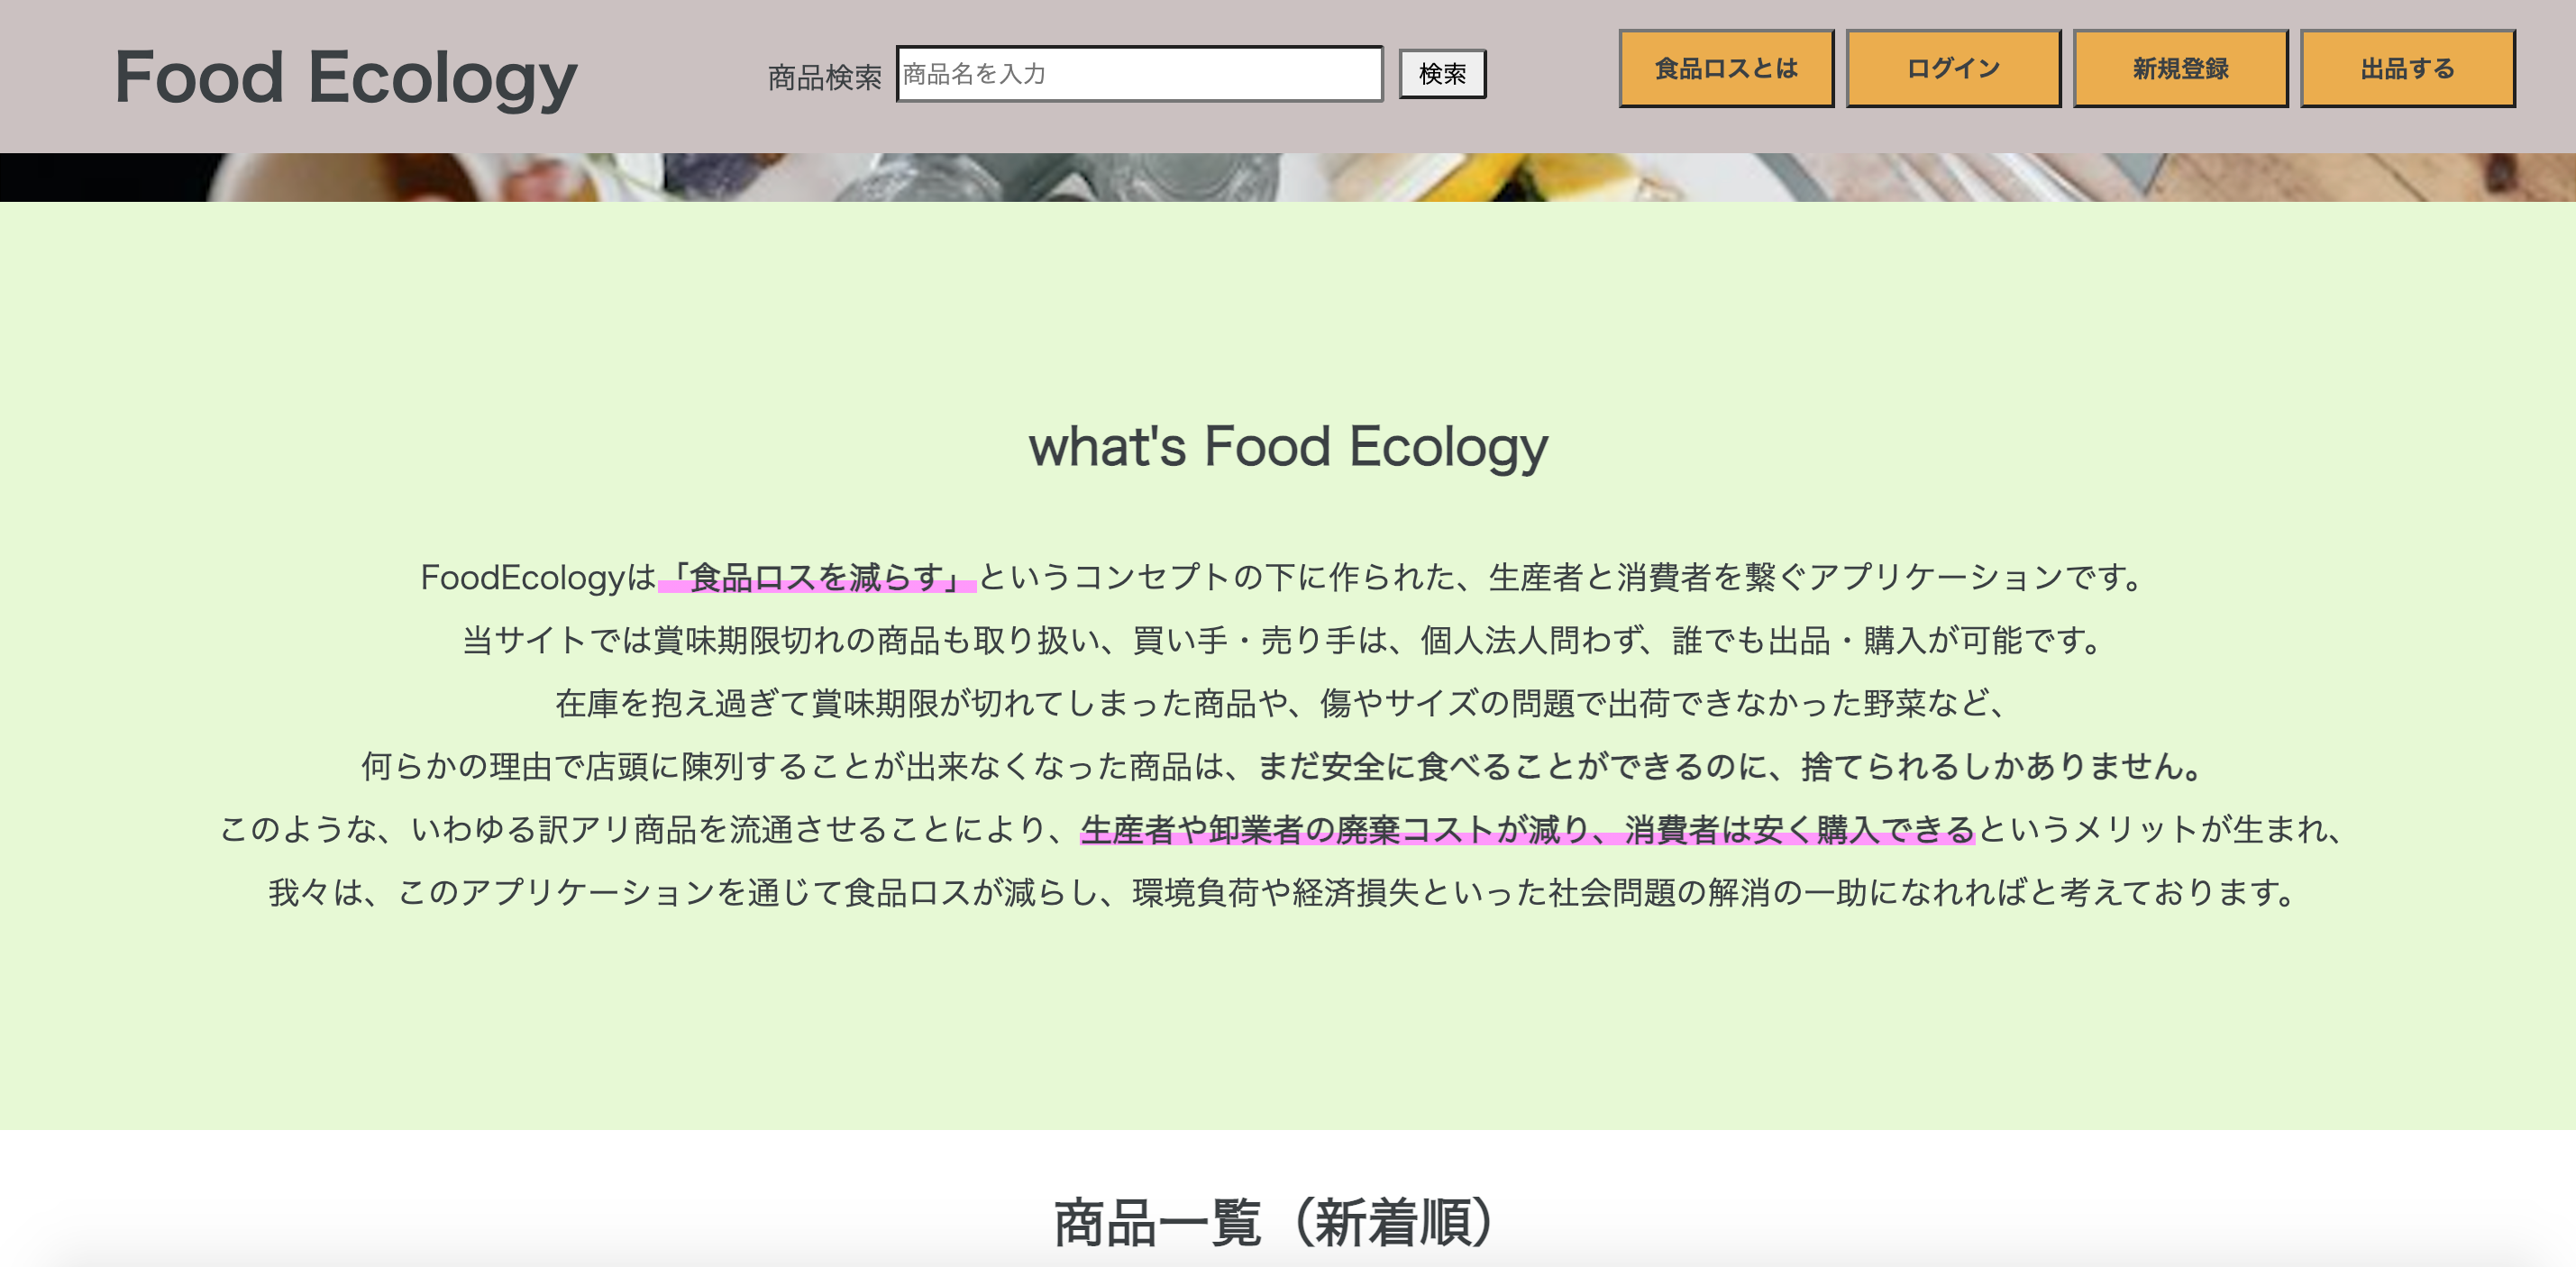 Food Ecology
商品検索 商品名を入力 検索
食品ロスとは ログイン 新規登録 出品する
what's Food Ecology
FoodEcologyは「食品ロスを減らす」というコンセプトの下に作られた、生産者と消費者を繋ぐアプリケーションです。
当サイトでは賞味期限切れの商品も取り扱い、買い手・売り手は、個人法人問わず、誰でも出品・購入が可能です。
在庫を抱え過ぎて賞味期限が切れてしまった商品や、傷やサイズの問題で出荷できなかった野菜など、
何らかの理由で店頭に陳列することが出来なくなった商品は、まだ安全に食べることができるのに、捨てられるしかありません。
このような、いわゆる訳アリ商品を流通させることにより、生産者や卸業者の廃棄コストが減り、消費者は安く購入できるというメリットが生まれ、
我々は、このアプリケーションを通じて食品ロスが減らし、環境負荷や経済損失といった社会問題の解消の一助になれればと考えております。
商品一覧（新着順）